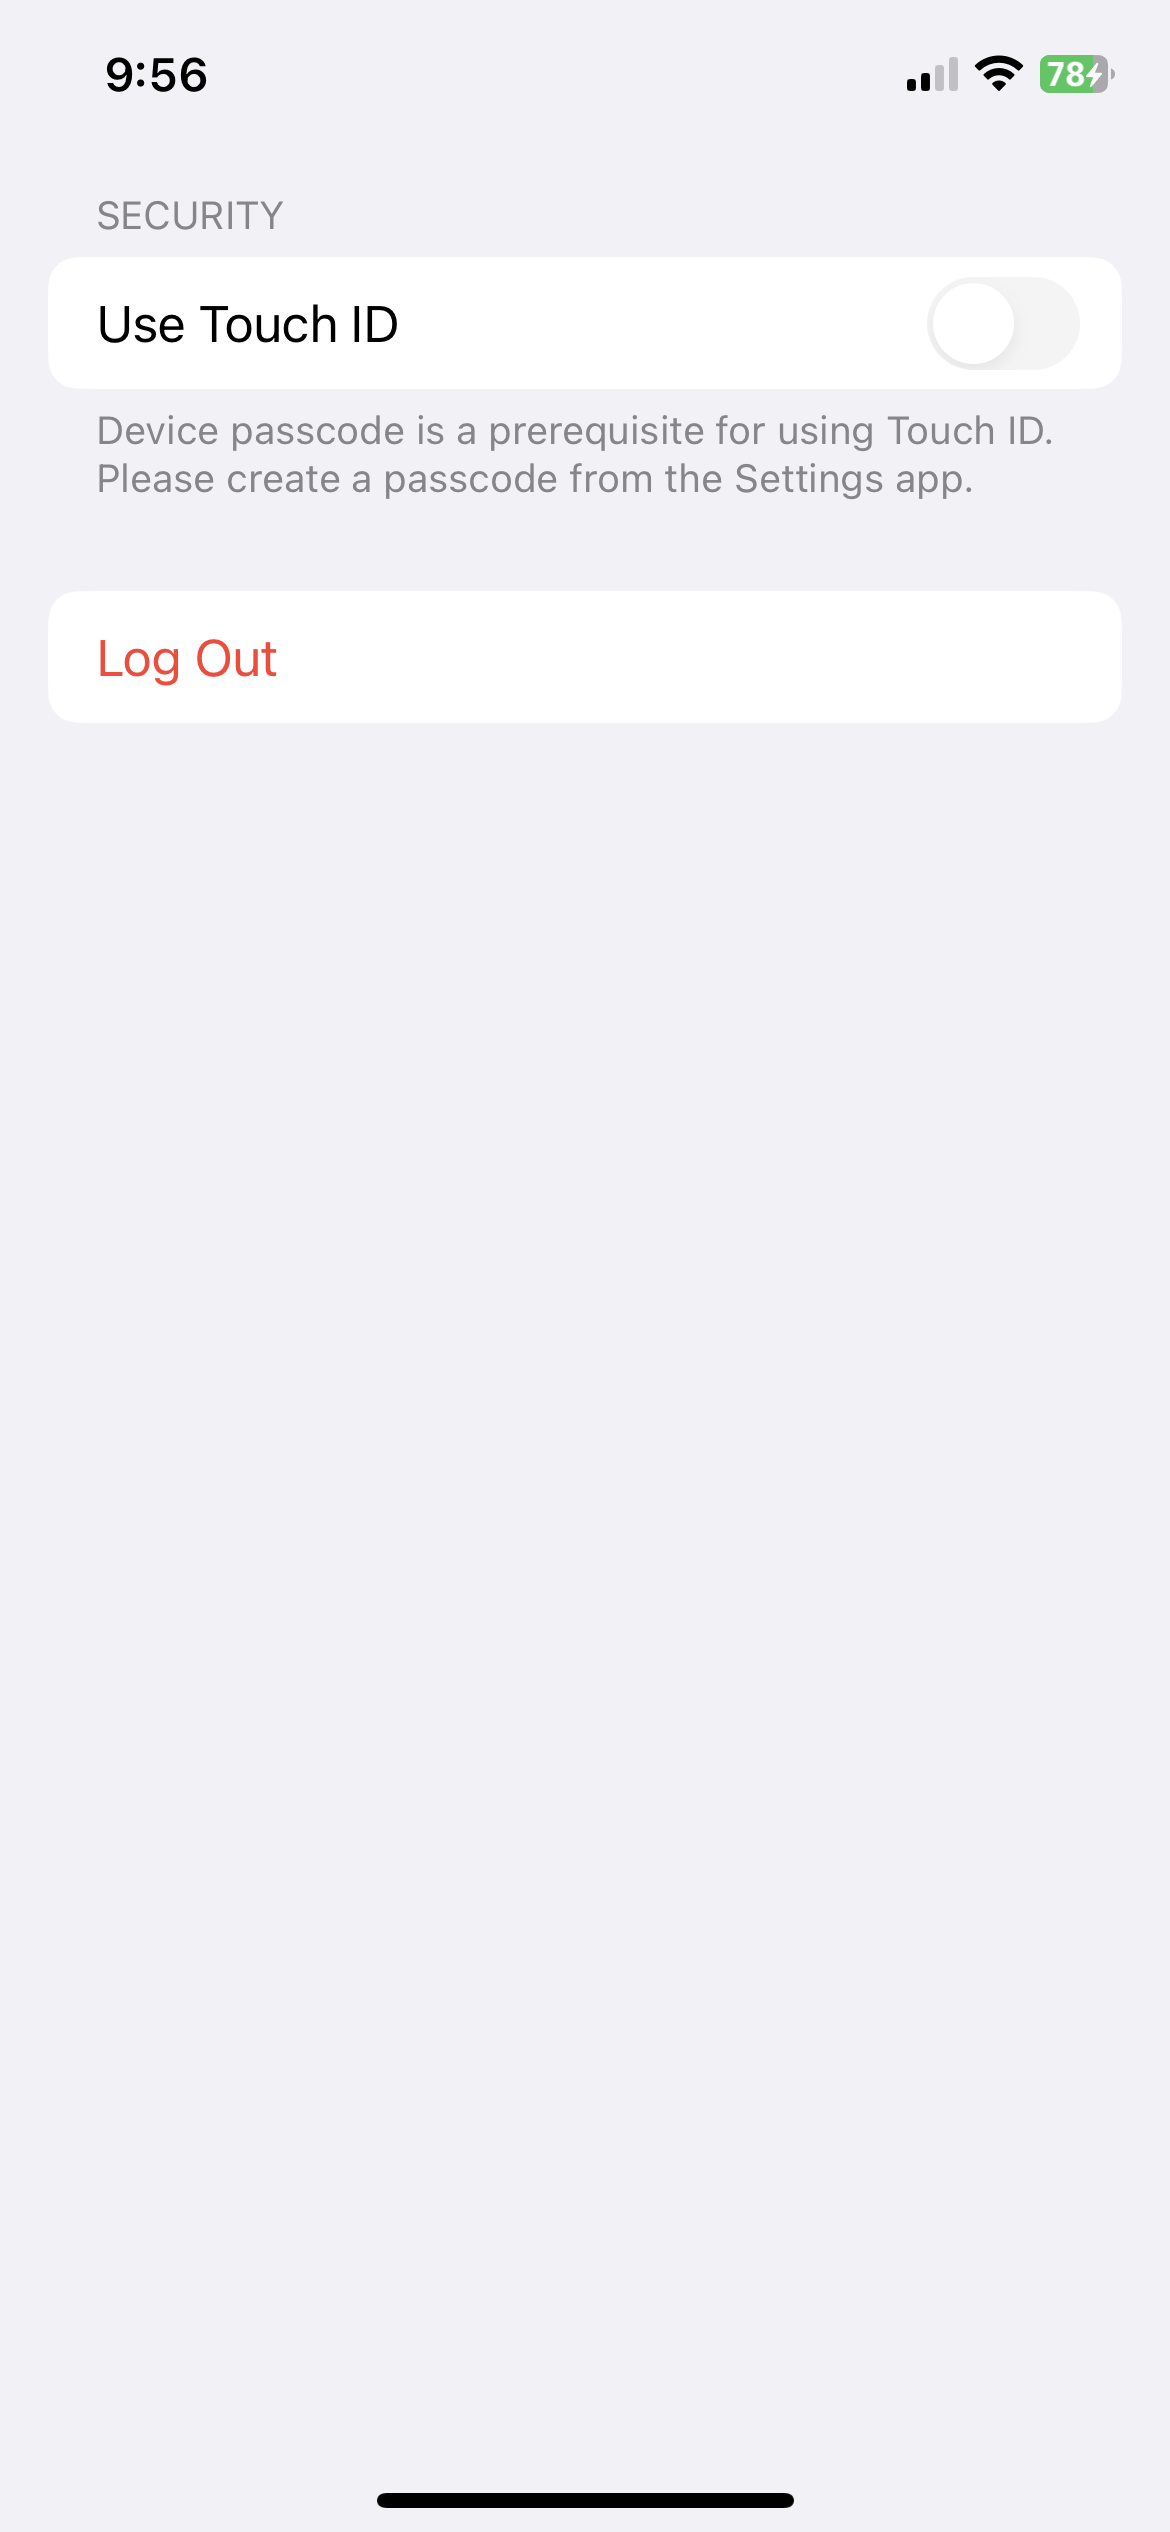 9:56
78
SECURITY
Use Touch ID
Device passcode is a prerequisite for using Touch ID.
Please create a passcode from the Settings app.
Log Out